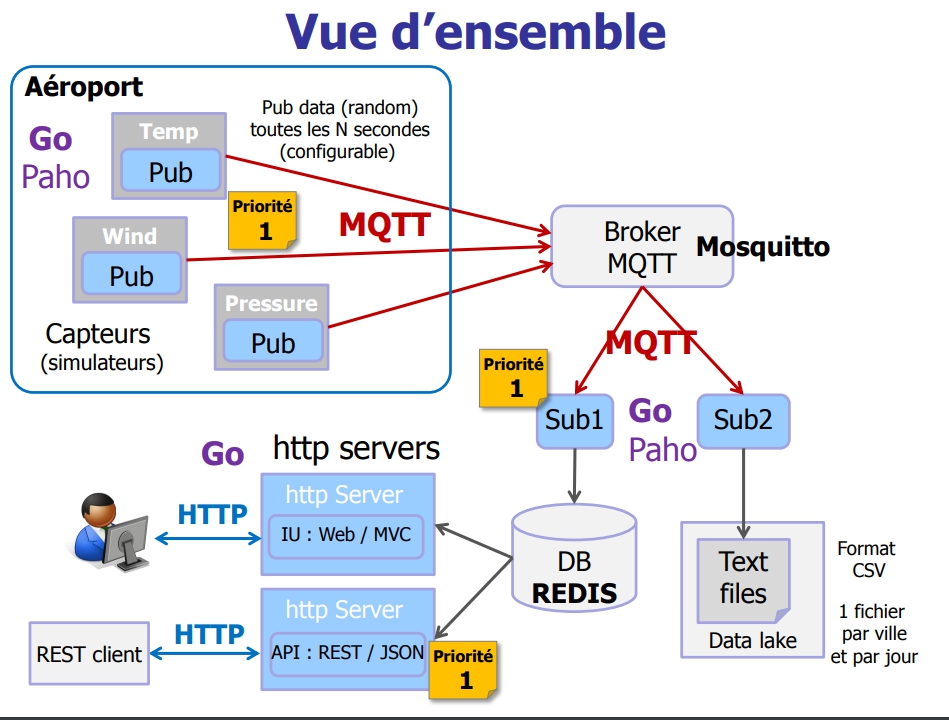 Vue d’ensemble
Aéroport
Go
Paho
Temp
Pub
Pub data (random)
toutes les N secondes
(configurable)
Priorité
1
MQTT
Wind
Pub
Pressure
Pub
Capteurs
(simulateurs)
Broker
MQTT
Mosquitto
MQTT
Priorité
1
Sub1
Go
Paho
Sub2
Go
http servers
http Server
IU : Web / MVC
HTTP
DB
REDIS
Text
files
Data lake
Format
CSV
1 fichier
par ville
et par jour
http Server
API : REST / JSON
HTTP
REST client
Priorité
1